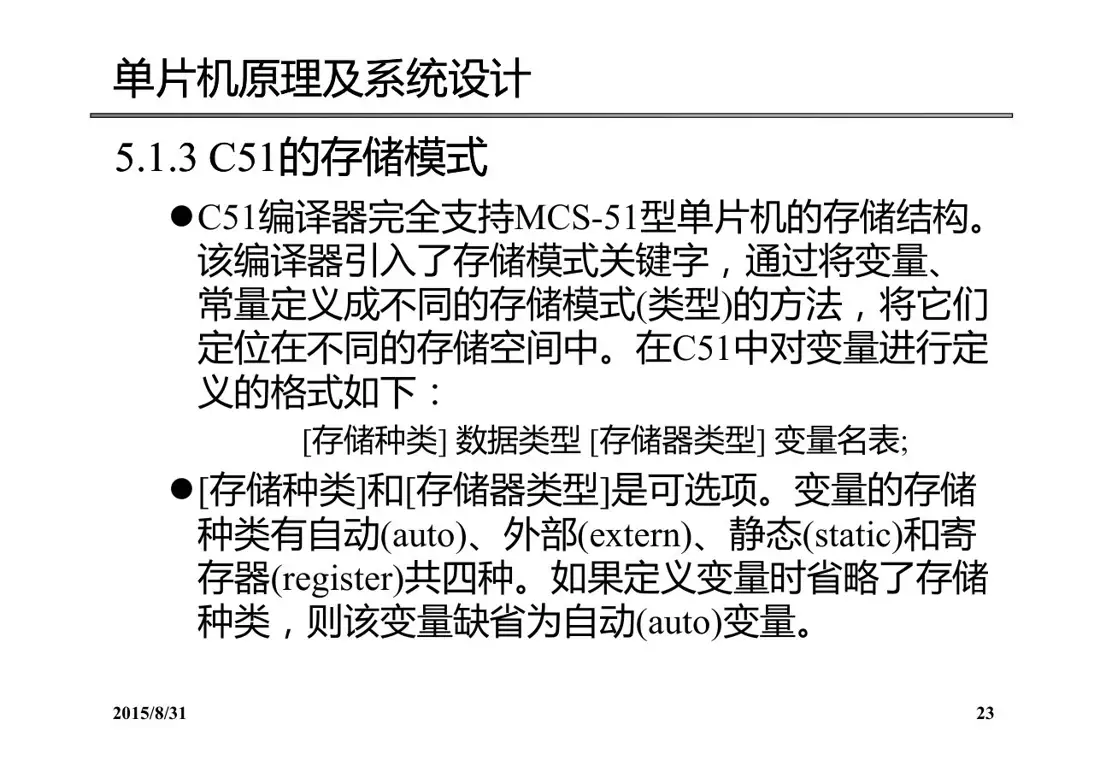 单片机原理及系统设计
5.1.3 C51的存储模式
●C51编译器完全支持MCS-51型单片机的存储结构。
该编译器引入了存储模式关键字，通过将变量、
常量定义成不同的存储模式(类型)的方法，将它们
定位在不同的存储空间中。在C51中对变量进行定
义的格式如下：
[存储种类] 数据类型 [存储器类型] 变量名表;
●[存储种类]和[存储器类型]是可选项。变量的存储
种类有自动(auto)、外部(extern)、静态(static)和寄
存器(register)共四种。如果定义变量时省略了存储
种类，则该变量缺省为自动(auto)变量。
2015/8/31
23